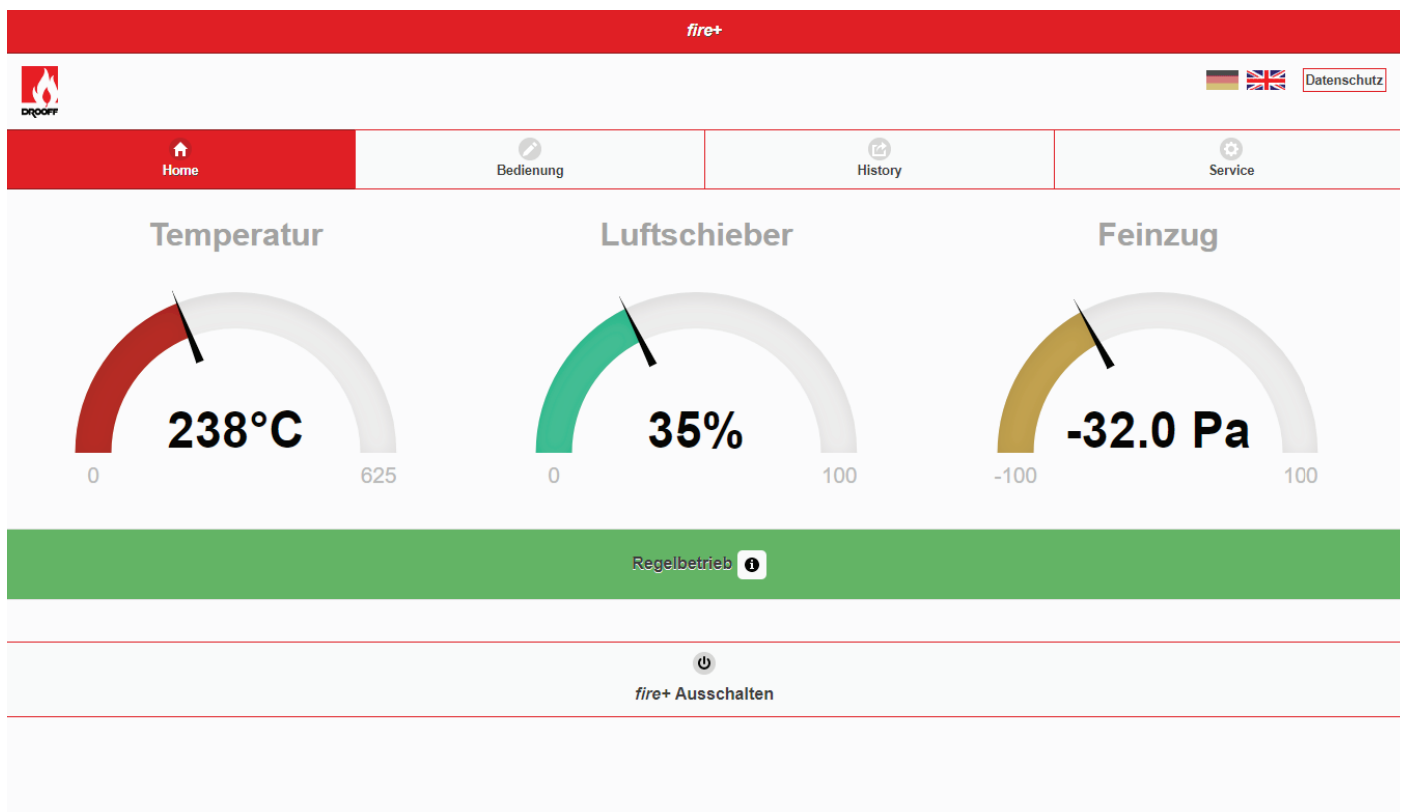 fire+
DROOFF
Datenschutz
Home
Bedienung
History
Service
Temperatur
Luftschieber
Feinzug
238°C
35%
-32.0 Pa
0
625
0
100
-100
100
Regelbetrieb
fire+ Ausschalten